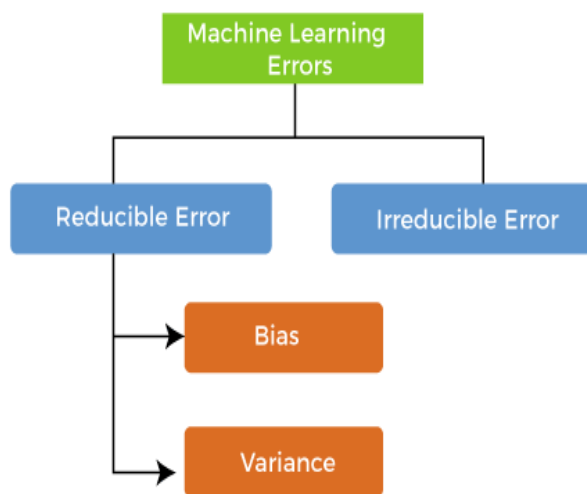 Machine Learning
Errors
Reducible Error
Irreducible Error
Bias
Variance